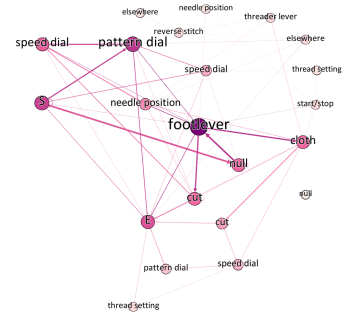 needle position
elsewhere
threader lever
reverse stitch
elsewhere
speed dial
pattern dial
speed dial
thread setting
S
needle position
start/stop
footlever
cloth
null
null
cut
E
cut
pattern dial
speed dial
thread setting